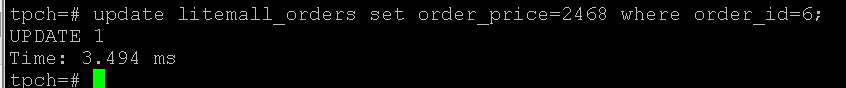 tpch=# update litemall_orders set order_price=2468 where order_id=6;
UPDATE 1
Time: 3.494 ms
tpch=#